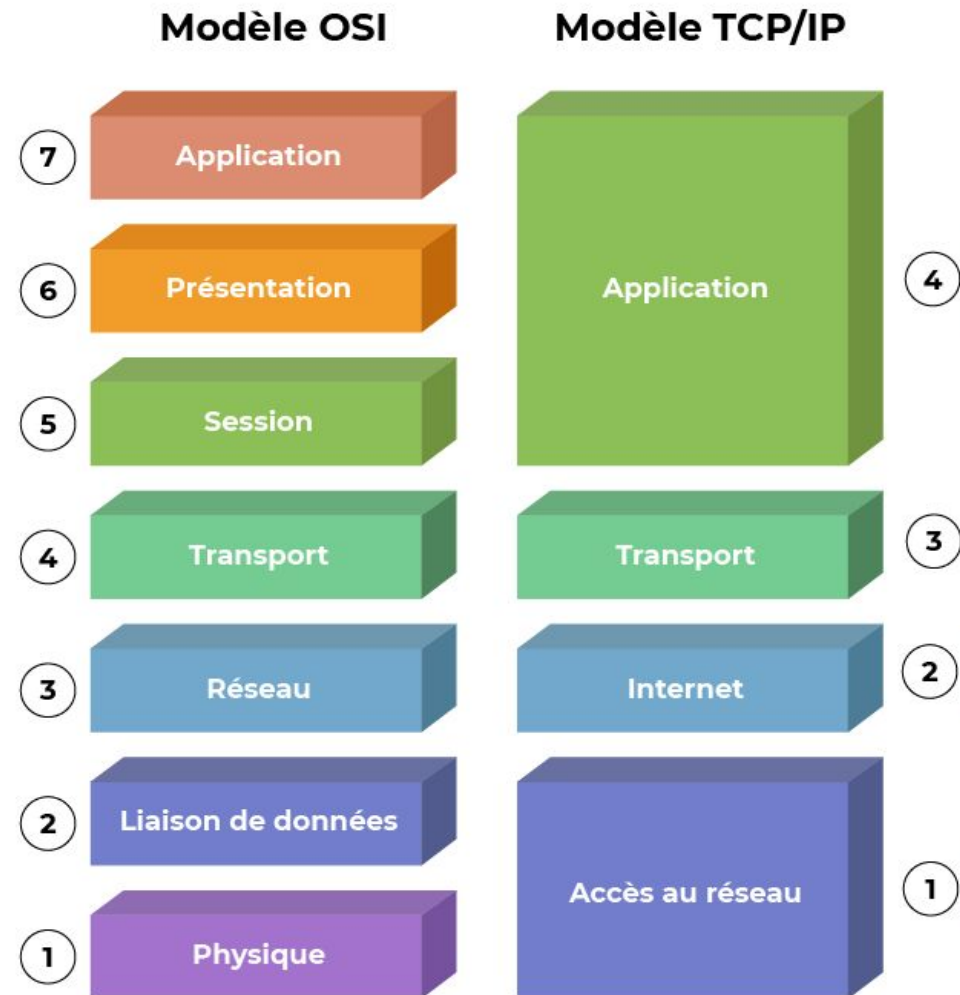 Modèle OSI
Modèle TCP/IP
7
Application
6
Présentation
5
Session
4
Transport
3
Réseau
2
Liaison de données
1
Physique
Application
4
Transport
3
Internet
2
Accès au réseau
1